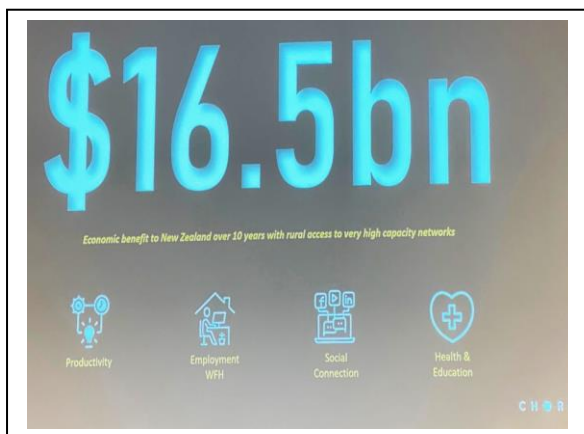 $16.5bn
Economic benefit to New Zealand over 10 years with rural access to very high capacity networks
Productivity
Employment
WFH
Social
Connection
Health &
Education